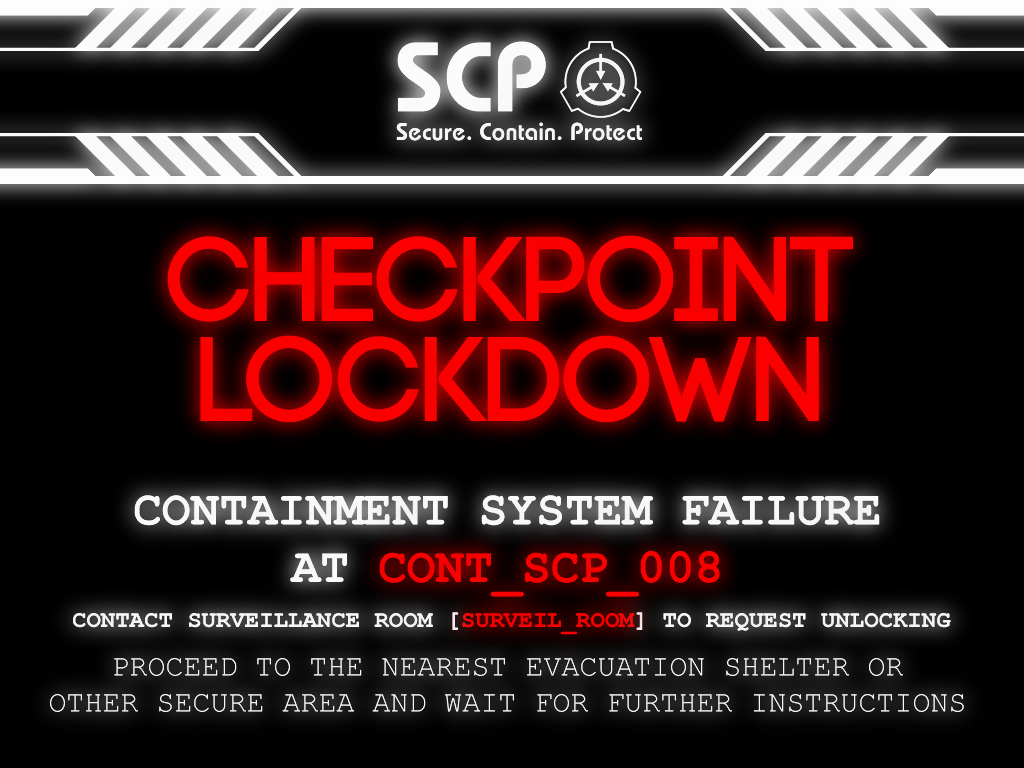 SCP
Secure. Contain. Protect
CHECKPOINT
LOCKDOWN
CONTAINMENT SYSTEM FAILURE
AT CONT_SCP_008
CONTACT SURVEILLANCE ROOM [SURVEIL_ROOM] TO REQUEST UNLOCKING
PROCEED TO THE NEAREST EVACUATION SHELTER OR
OTHER SECURE AREA AND WAIT FOR FURTHER INSTRUCTIONS